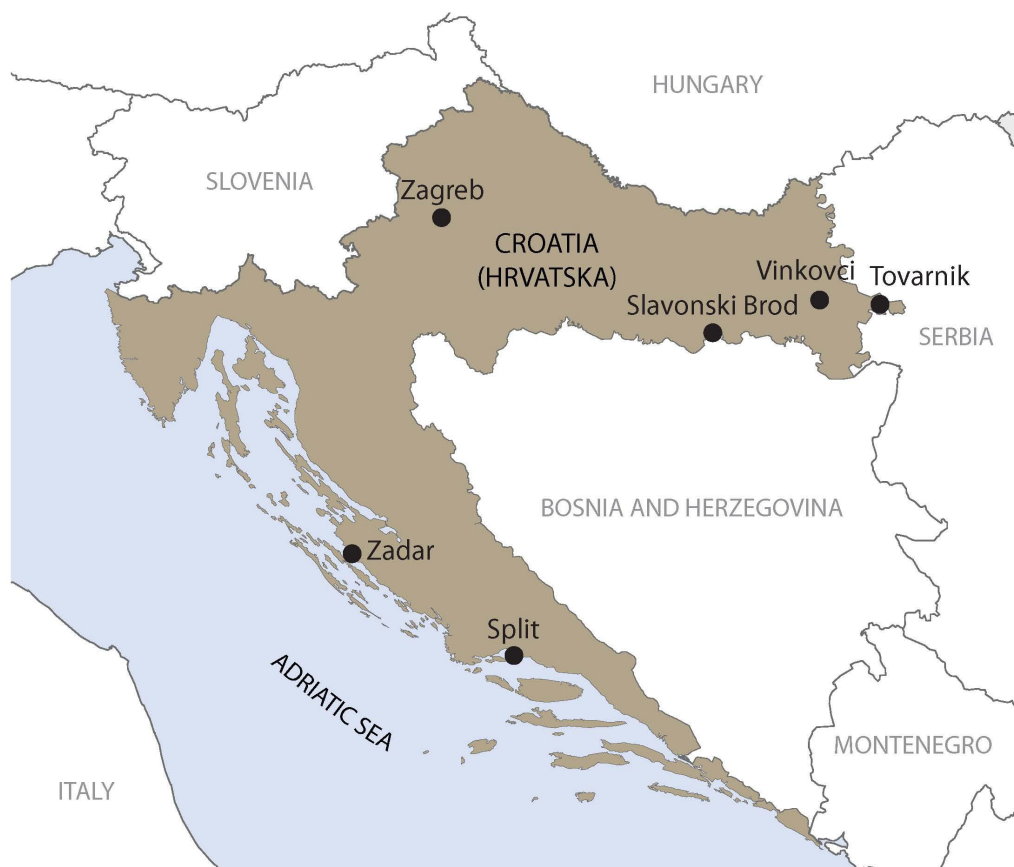 HUNGARY
SLOVENIA
Zagreb
CROATIA
(HRVATSKA)
Vinkovci
Tovarnik
Slavonski Brod
SERBIA
BOSNIA AND HERZEGOVINA
Zadar
Split
ADRIATIC SEA
MONTENEGRO
ITALY